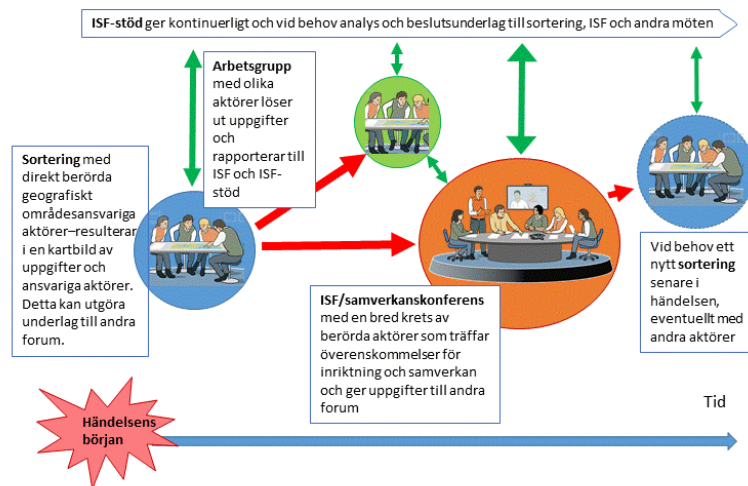 ISF-stöd ger kontinuerligt och vid behov analys och beslutsunderlag till sortering, ISF och andra möten
Arbetsgrupp
med olika
aktörer löser
ut uppgifter
och
rapporterar till
ISF och ISF-
stöd
Sortering med
direkt berörda
geografiskt
områdesansvariga
aktörer–resulterar
i en kartbild av
uppgifter och
ansvariga aktörer.
Detta kan utgöra
underlag till andra
forum.
ISF/samverkanskonferens
med en bred krets av
berörda aktörer som träffar
överenskommelser för
inriktning och samverkan
och ger uppgifter till andra
forum
Vid behov ett
nytt sortering
senare i
händelsen,
eventuellt med
andra aktörer
Händelsens
början
Tid